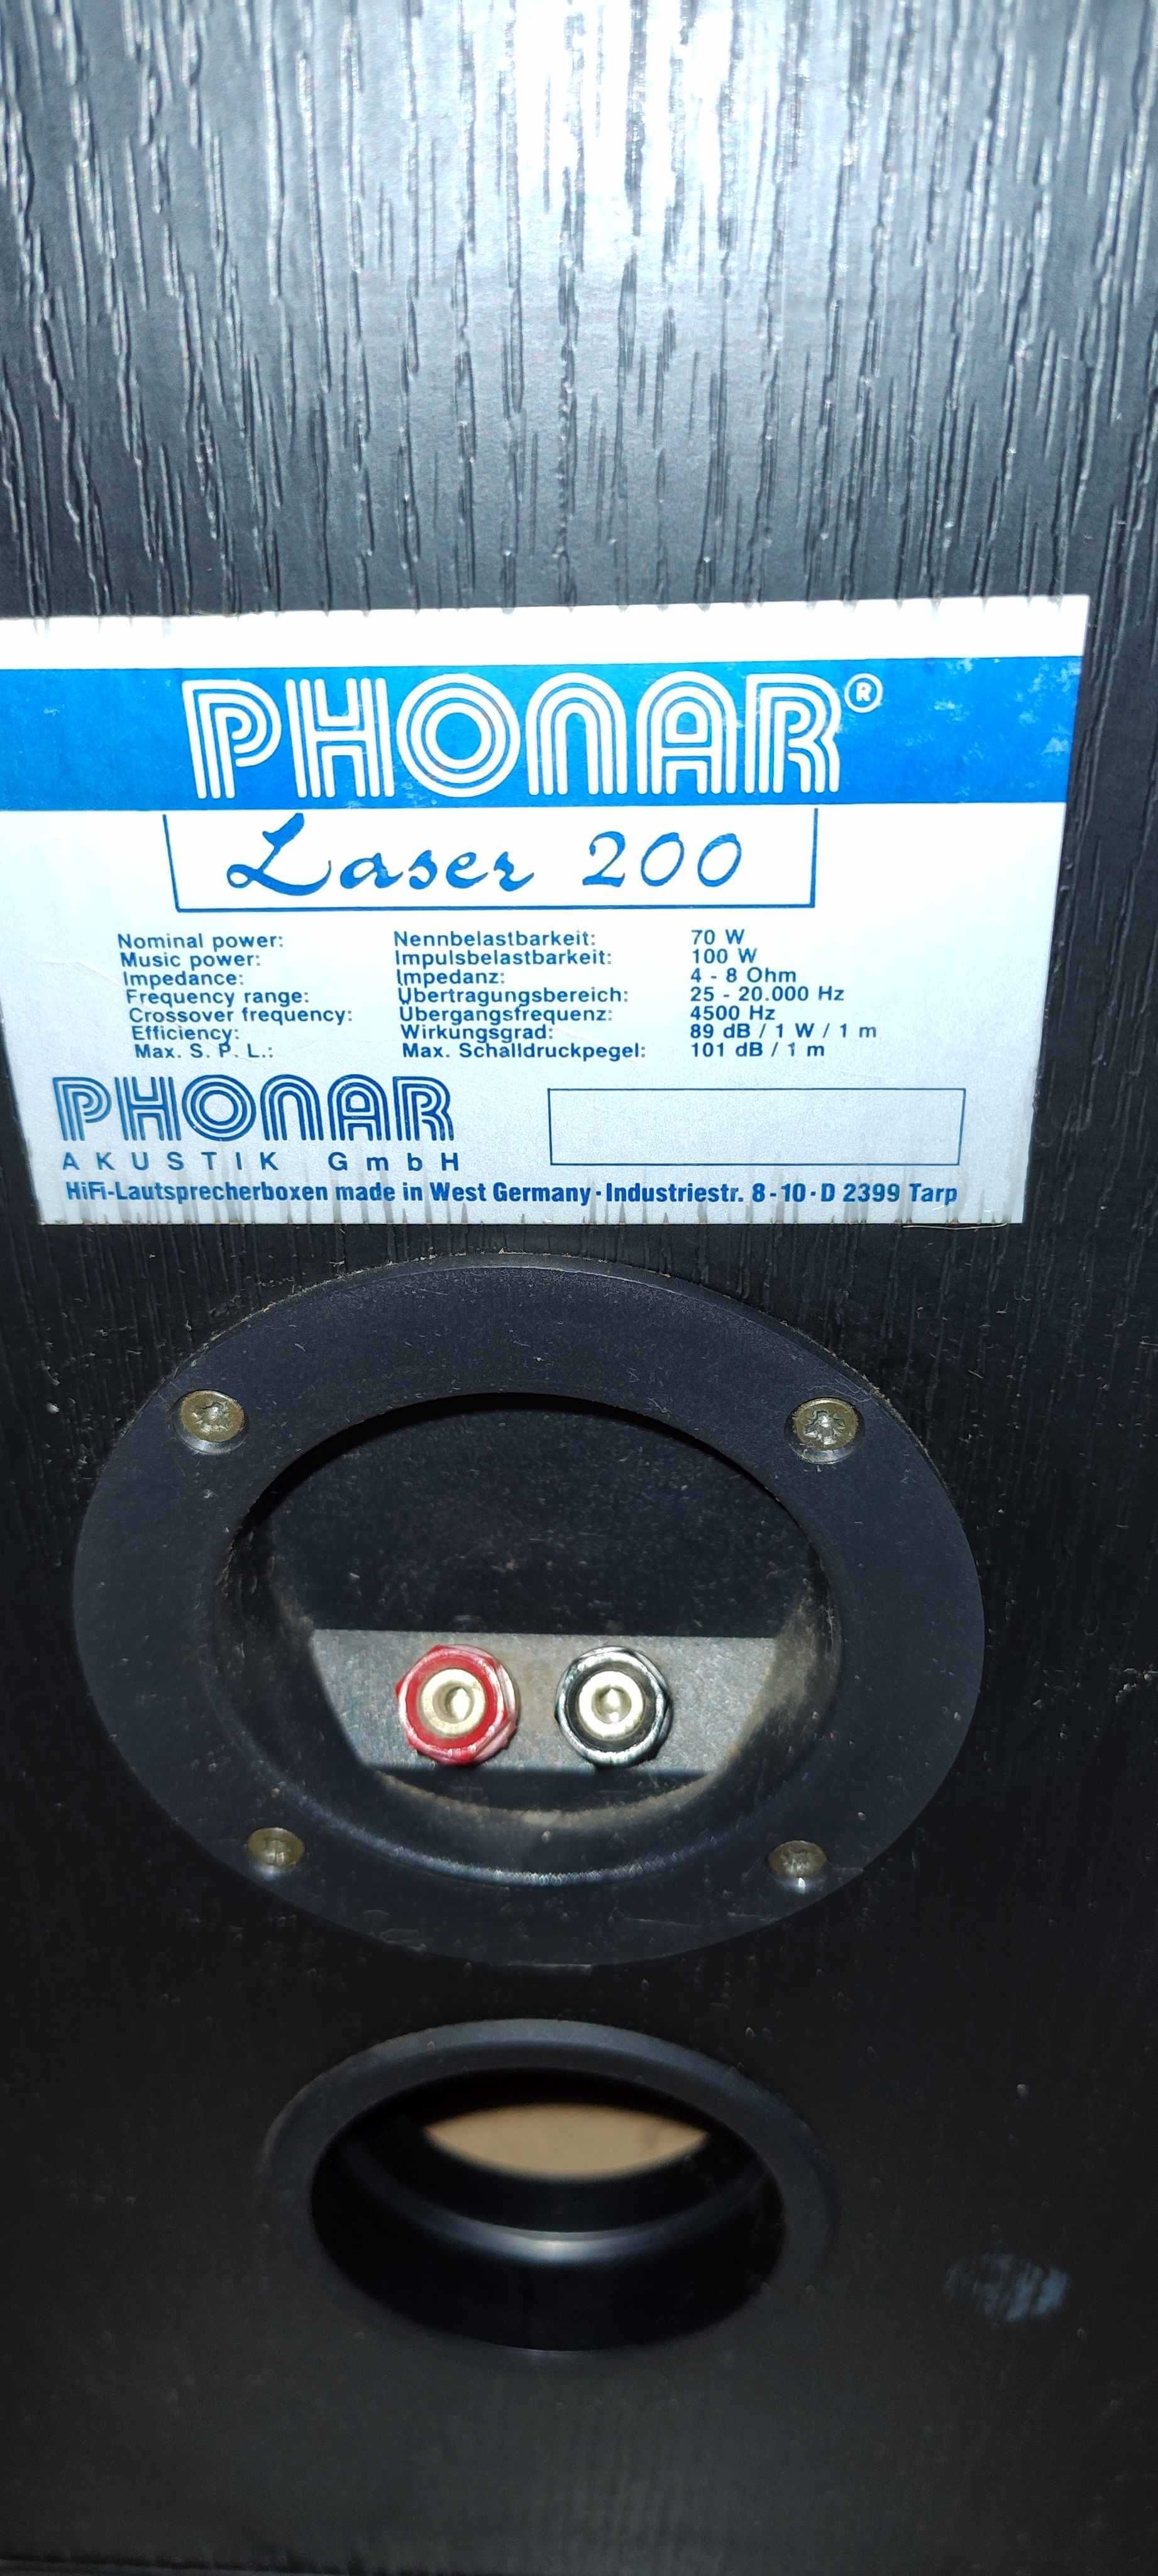 PHONAR®
Laser 200
Nominal power: Nennbelastbarkeit: 70 W
Music power: Impulsbelastbarkeit: 100 W
Impedance: Impedanz: 4 - 8 Ohm
Frequency range: Übertragungsbereich: 25 - 20.000 Hz
Crossover frequency: Übergangsfrequenz: 4500 Hz
Efficiency: Wirkungsgrad: 89 dB / 1 W / 1 m
Max. S. P. L.: Max. Schalldruckpegel: 101 dB / 1 m
PHONAR
AKUSTIK GmbH
HiFi-Lautsprecherboxen made in West Germany · Industriestr. 8-10 · D 2399 Tarp